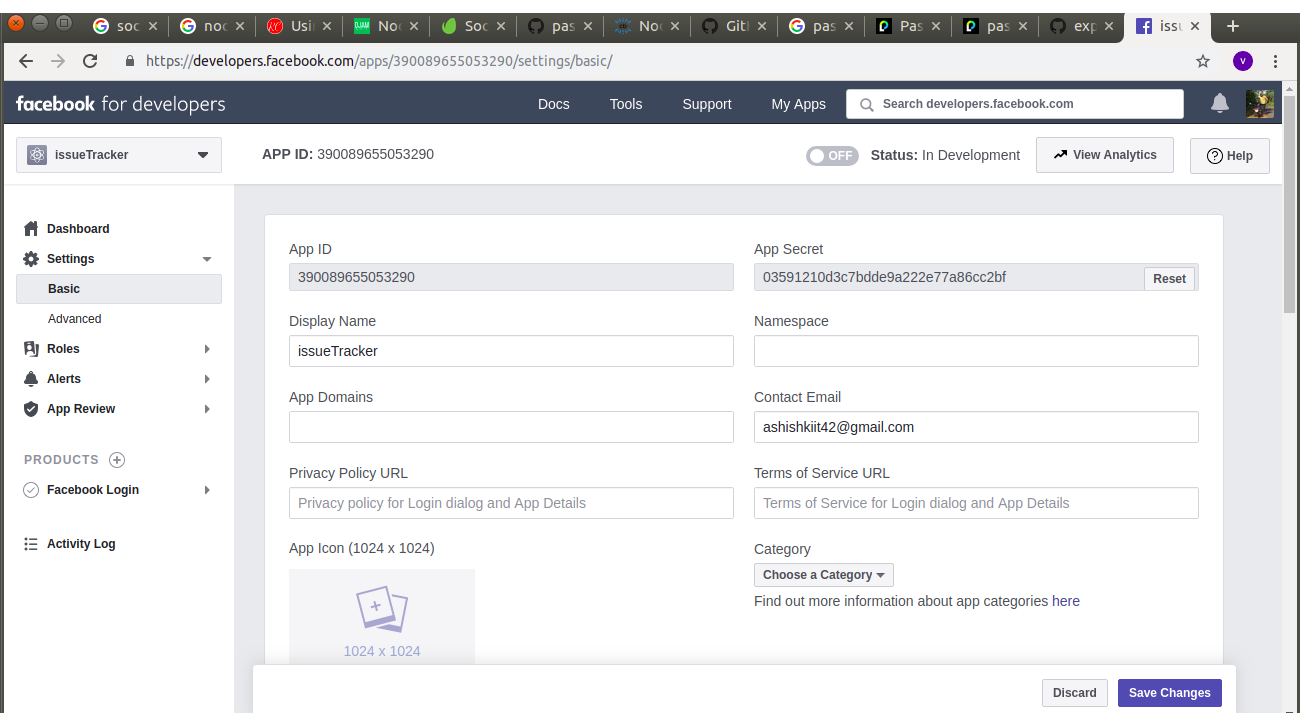 soc
noc
Usin
DJAM
Noc
Soc
pas
No
Git
pas
Pas
pas
exp
issu
https://developers.facebook.com/apps/390089655053290/settings/basic/
v
facebook for developers
Docs
Tools
Support
My Apps
Search developers.facebook.com
issueTracker
APP ID: 390089655053290
OFF
Status: In Development
View Analytics
Help
Dashboard
Settings
Basic
Advanced
Roles
Alerts
App Review
PRODUCTS
Facebook Login
Activity Log
App ID
390089655053290
App Secret
03591210d3c7bdde9a222e77a86cc2bf
Reset
Display Name
issueTracker
Namespace
App Domains
Contact Email
ashishkiit42@gmail.com
Privacy Policy URL
Privacy policy for Login dialog and App Details
Terms of Service URL
Terms of Service for Login dialog and App Details
App Icon (1024 x 1024)
1024 x 1024
Category
Choose a Category
Find out more information about app categories here
Discard
Save Changes